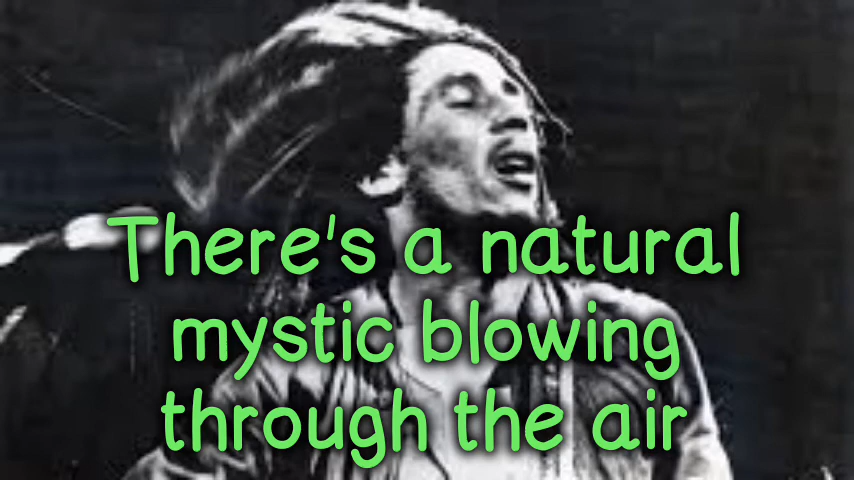 There's a natural
mystic blowing
through the air